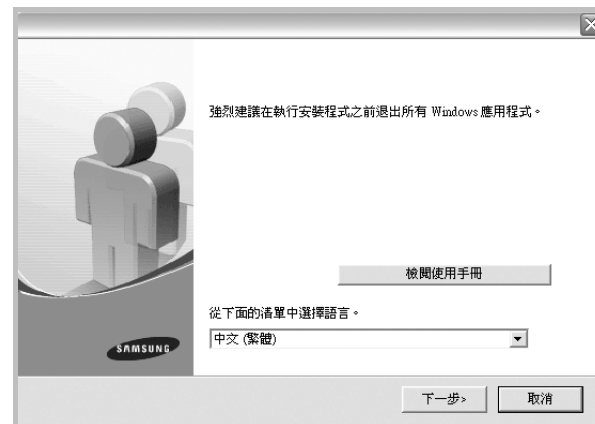 強烈建議在執行安裝程式之前退出所有 Windows 應用程式。
檢閱使用手冊
從下面的清單中選擇語言。
中文 (繁體)
SAMSUNG
下一步>
取消